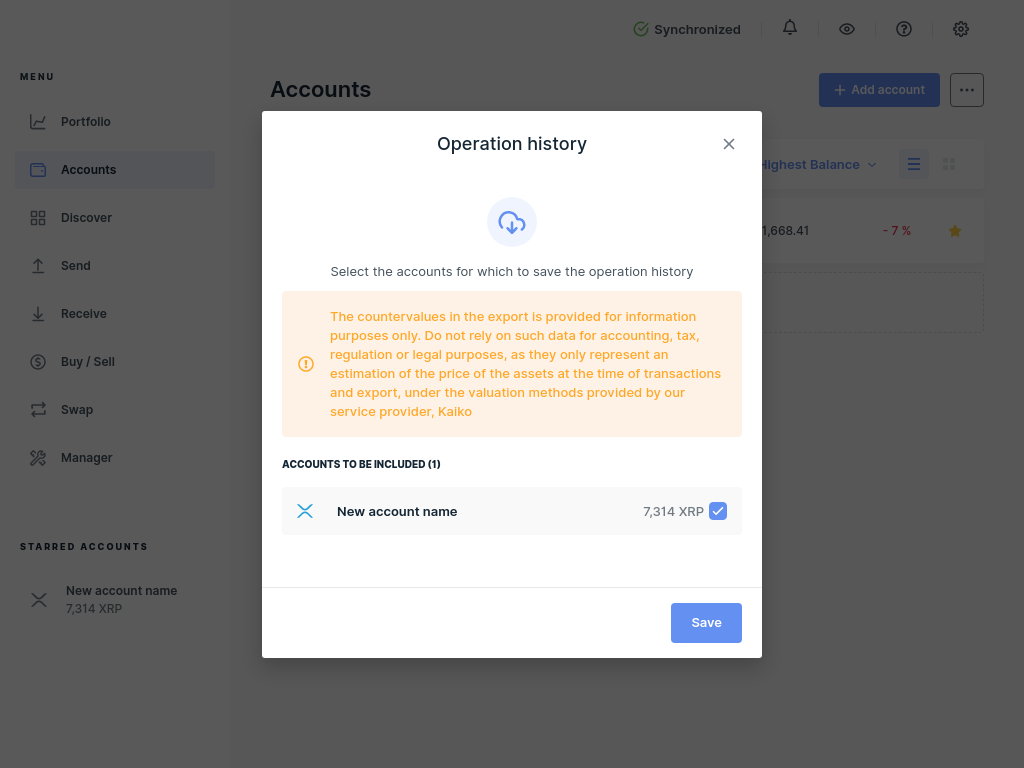 Synchronized
MENU
Portfolio
Accounts
Discover
Send
Receive
Buy / Sell
Swap
Manager
STARRED ACCOUNTS
New account name
7,314 XRP
Accounts
Add account
Highest Balance
1,668.41
- 7 %
Operation history
Select the accounts for which to save the operation history
The countervalues in the export is provided for information
purposes only. Do not rely on such data for accounting, tax,
regulation or legal purposes, as they only represent an
estimation of the price of the assets at the time of transactions
and export, under the valuation methods provided by our
service provider, Kaiko
ACCOUNTS TO BE INCLUDED (1)
New account name
7,314 XRP
Save